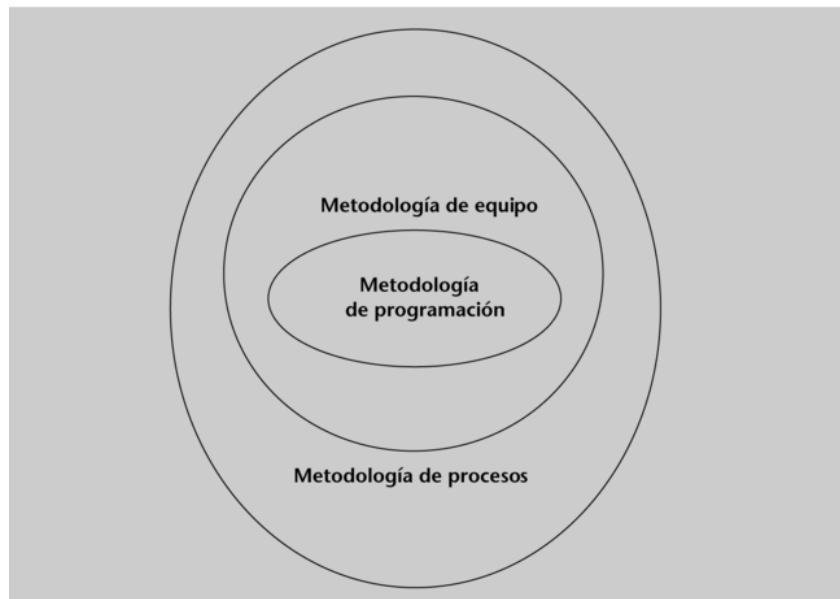 Metodología de equipo
Metodología
de programación
Metodología de procesos